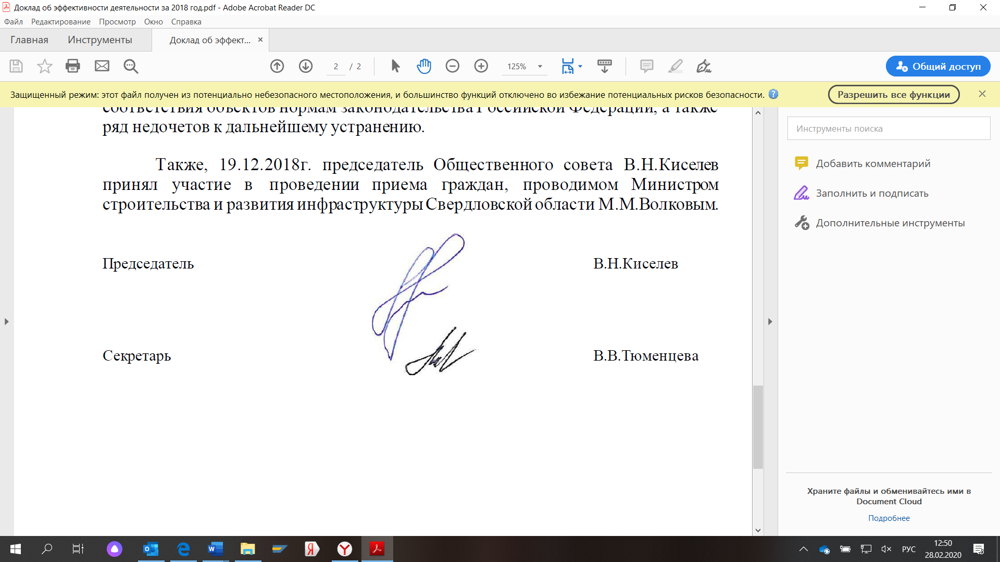 Доклад об эффективности деятельности за 2018 год.pdf - Adobe Acrobat Reader DC
Файл Редактирование Просмотр Окно Справка
Главная Инструменты Доклад об эффект... ×
2 / 2 125% Общий доступ
Защищенный режим: этот файл получен из потенциально небезопасного местоположения, и большинство функций отключено во избежание потенциальных рисков безопасности. ? Разрешить все функции
соответствия объектов нормам законодательства Российской Федерации, а также
ряд недочетов к дальнейшему устранению.
Также, 19.12.2018г. председатель Общественного совета В.Н.Киселев
принял участие в проведении приема граждан, проводимом Министром
строительства и развития инфраструктуры Свердловской области М.М.Волковым.
Председатель В.Н.Киселев
Секретарь В.В.Тюменцева
Инструменты поиска
Добавить комментарий
Заполнить и подписать
Дополнительные инструменты
Храните файлы и обменивайтесь ими в
Document Cloud
Подробнее
РУС
12:50
28.02.2020